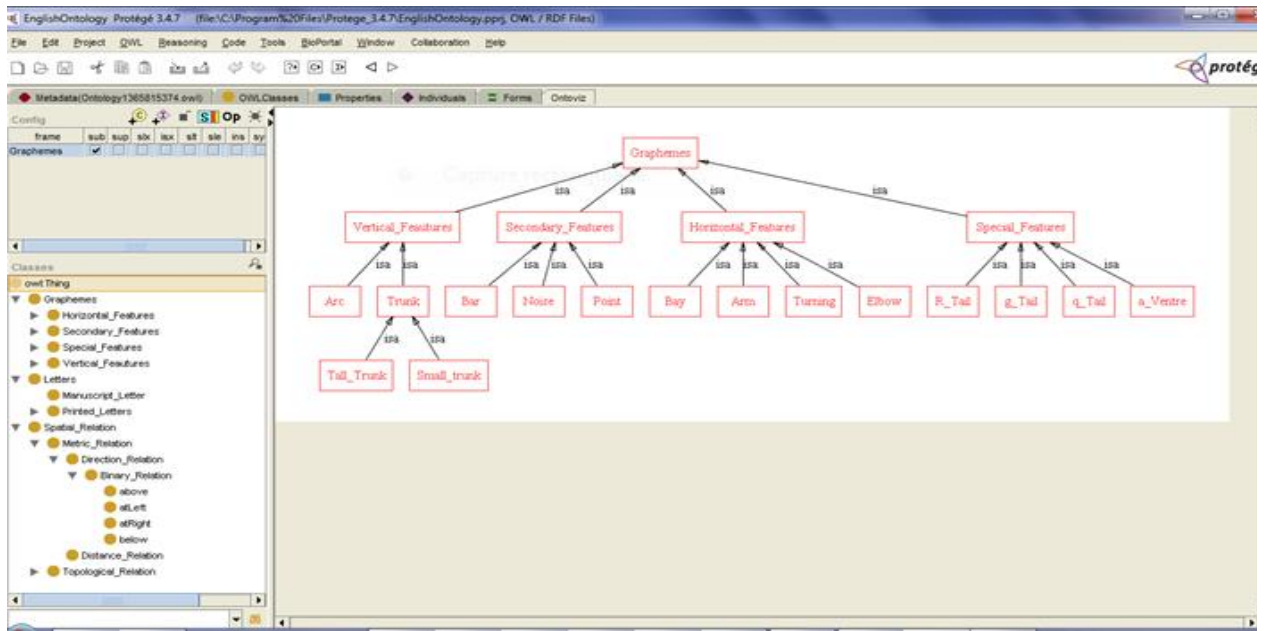 EnglishOntology Protégé 3.4.7 (file:\C:\Program%20Files\Protege_3.4.7\EnglishOntology.pprj, OWL / RDF Files)
File Edit Project OWL Reasoning Code Tools BioPortal Window Collaboration Help
protég
Metadata(Ontology1365815374.owl) OWLClasses Properties Individuals Forms Ontoviz
Config Op
frame sub sup slx isx slt sle ins sy
Graphemes
Graphemes
isa isa isa isa
Vertical_Feautures Secondary_Features Horizontal_Features Special_Features
isa isa isa isa isa isa isa isa isa isa isa isa isa
Arc Trunk Bar Noize Point Bay Arm Turning Elbow R_Tail g_Tail q_Tail a_Ventre
isa isa
Tall_Trunk Small_trunk
Classes
owl:Thing
Graphemes
Horizontal_Features
Secondary_Features
Special_Features
Vertical_Feautures
Letters
Manuscript_Letter
Printed_Letters
Spatial_Relation
Metric_Relation
Direction_Relation
Binary_Relation
above
atLeft
atRight
below
Distance_Relation
Topological_Relation